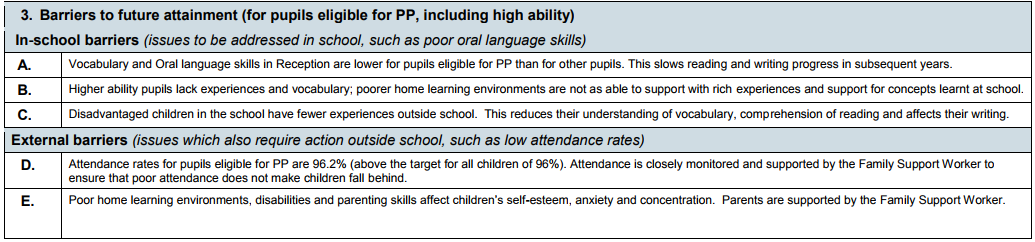 3. Barriers to future attainment (for pupils eligible for PP, including high ability)
In-school barriers (issues to be addressed in school, such as poor oral language skills)
A. Vocabulary and Oral language skills in Reception are lower for pupils eligible for PP than for other pupils. This slows reading and writing progress in subsequent years.
B. Higher ability pupils lack experiences and vocabulary; poorer home learning environments are not as able to support with rich experiences and support for concepts learnt at school.
C. Disadvantaged children in the school have fewer experiences outside school. This reduces their understanding of vocabulary, comprehension of reading and affects their writing.
External barriers (issues which also require action outside school, such as low attendance rates)
D. Attendance rates for pupils eligible for PP are 96.2% (above the target for all children of 96%). Attendance is closely monitored and supported by the Family Support Worker to
ensure that poor attendance does not make children fall behind.
E. Poor home learning environments, disabilities and parenting skills affect children's self-esteem, anxiety and concentration. Parents are supported by the Family Support Worker.